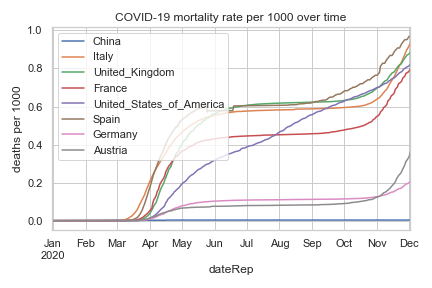 COVID-19 mortality rate per 1000 over time
deaths per 1000
1.0
0.8
0.6
0.4
0.2
0.0
China
Italy
United_Kingdom
France
United_States_of_America
Spain
Germany
Austria
Jan Feb Mar Apr May Jun Jul Aug Sep Oct Nov Dec
2020
dateRep